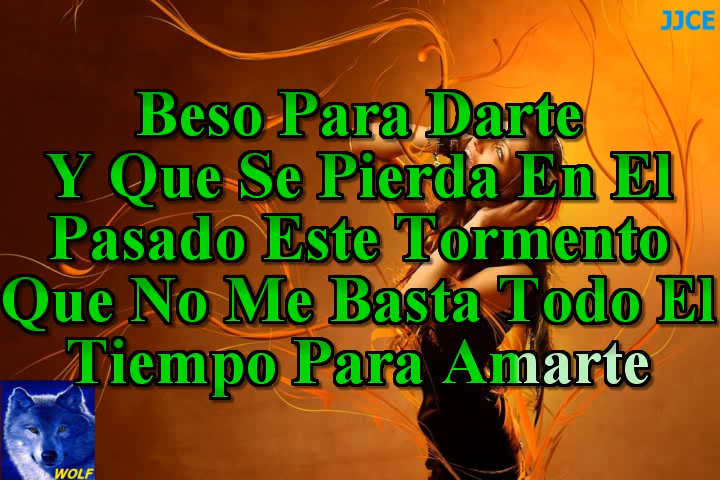 JJCE
Beso Para Darte
Y Que Se Pierda En El
Pasado Este Tormento
Que No Me Basta Todo El
Tiempo Para Amarte
WOLF